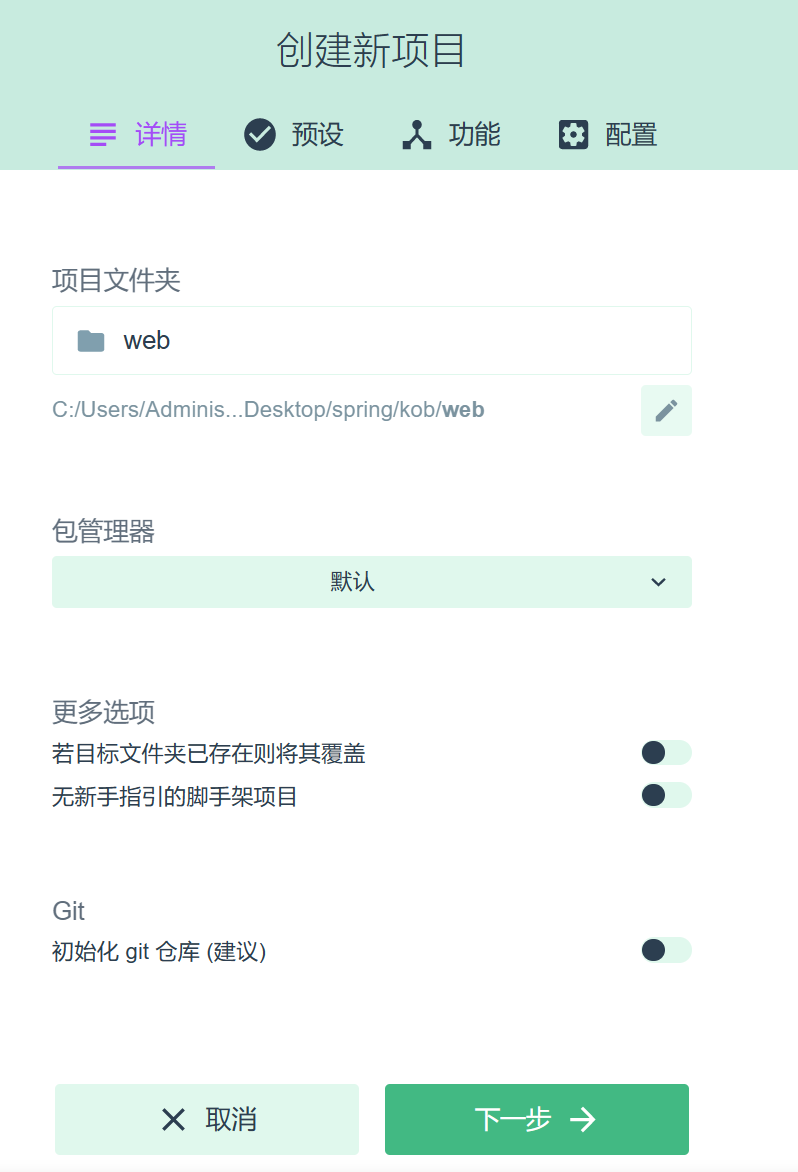 创建新项目
详情 预设 功能 配置
项目文件夹
web
C:/Users/Adminis...Desktop/spring/kob/web
包管理器
默认
更多选项
若目标文件夹已存在则将其覆盖
无新手指引的脚手架项目
Git
初始化 git 仓库 (建议)
取消 下一步